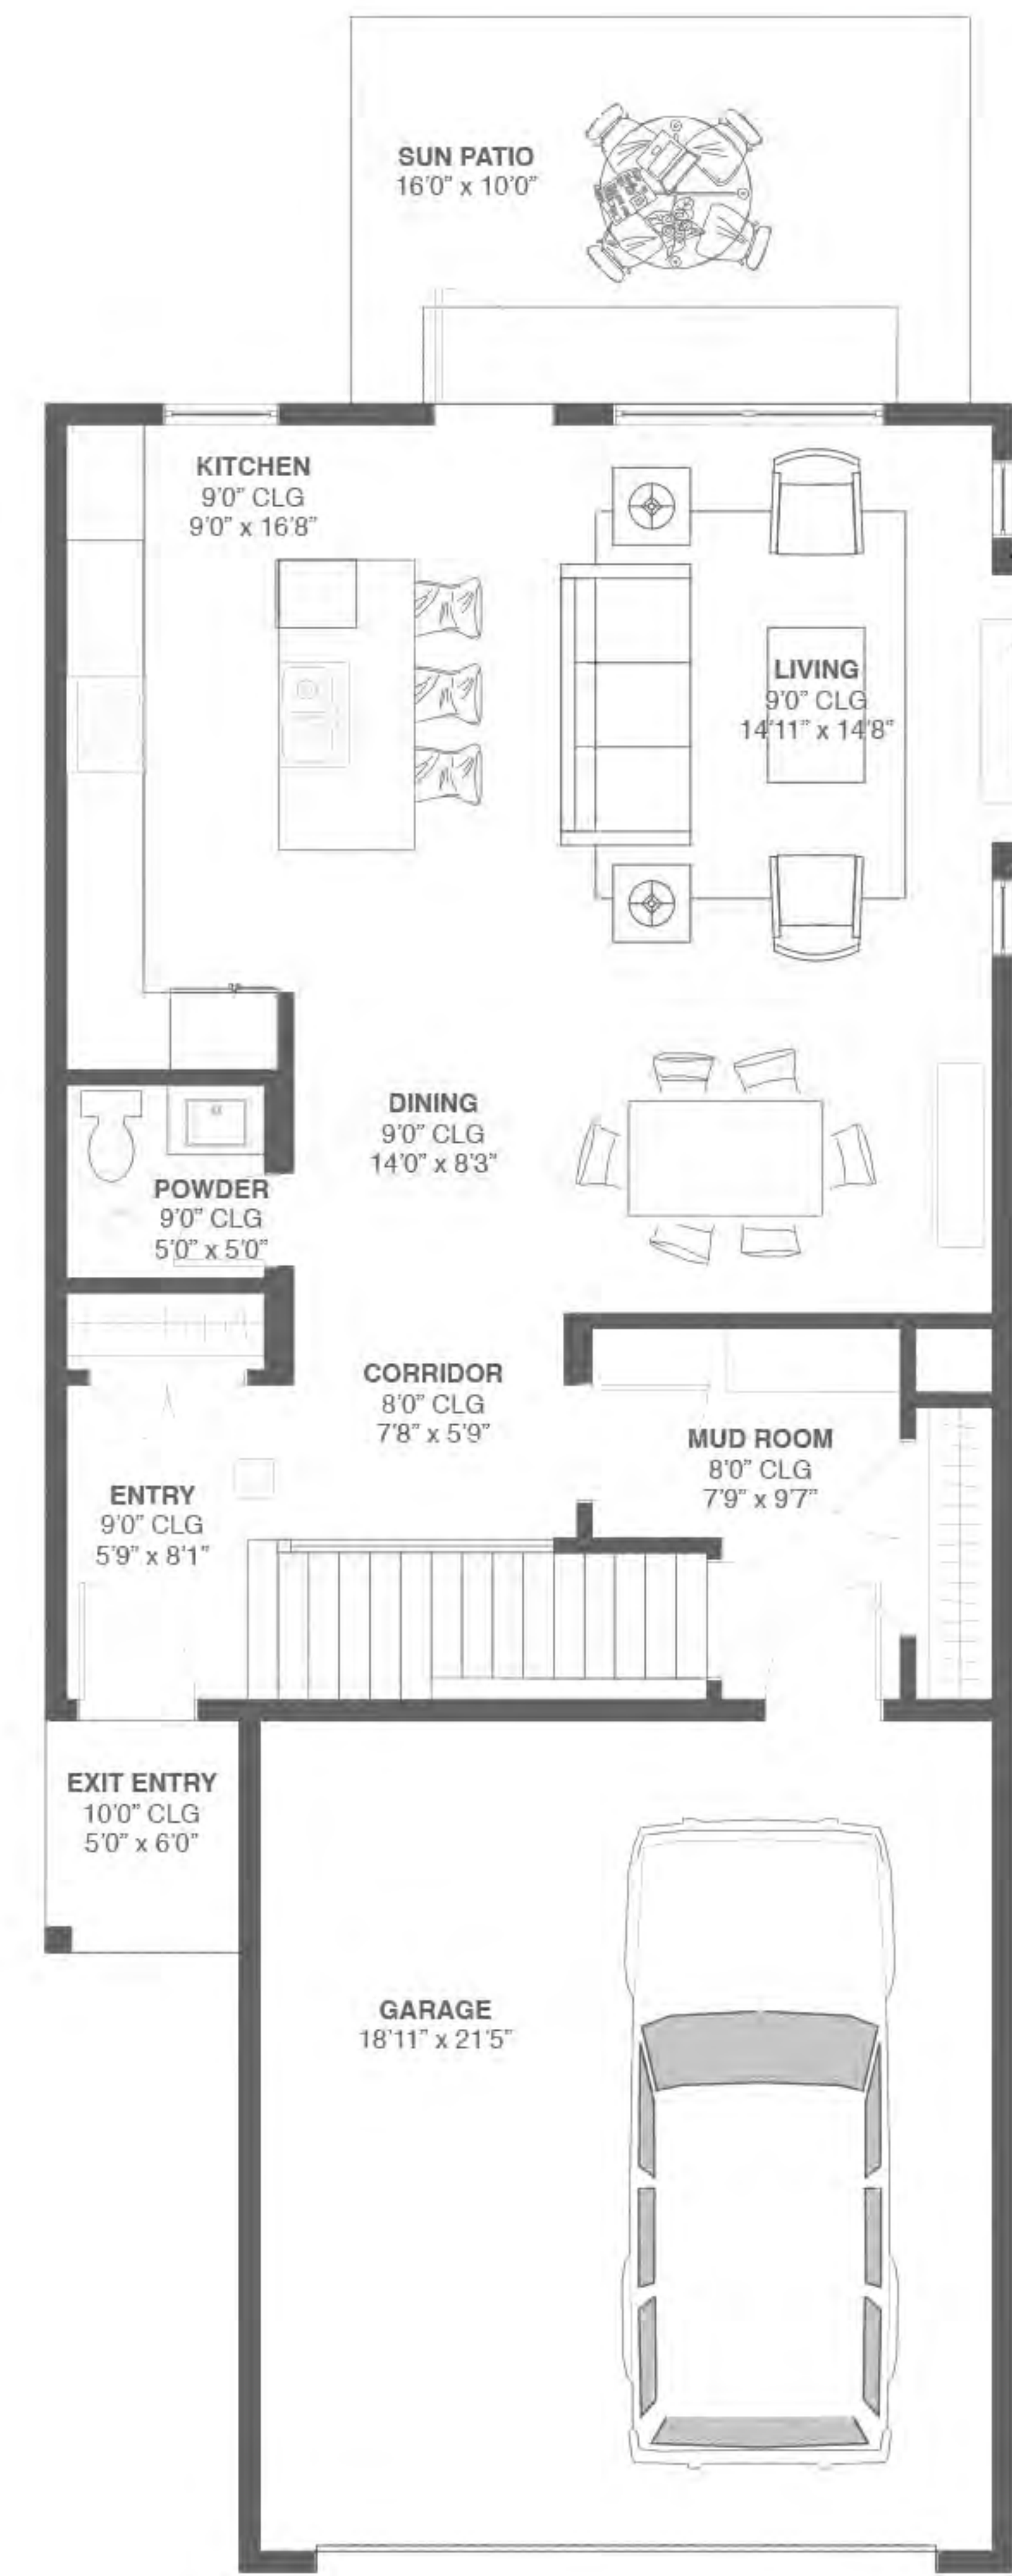 SUN PATIO
16'0" x 10'0"
KITCHEN
9'0" CLG
9'0" x 16'8"
LIVING
9'0" CLG
14'11" x 14'8"
DINING
9'0" CLG
14'0" x 8'3"
POWDER
9'0" CLG
5'0" x 5'0"
CORRIDOR
8'0" CLG
7'8" x 5'9"
MUD ROOM
8'0" CLG
7'9" x 9'7"
ENTRY
9'0" CLG
5'9" x 8'1"
EXIT ENTRY
10'0" CLG
5'0" x 6'0"
GARAGE
18'11" x 21'5"